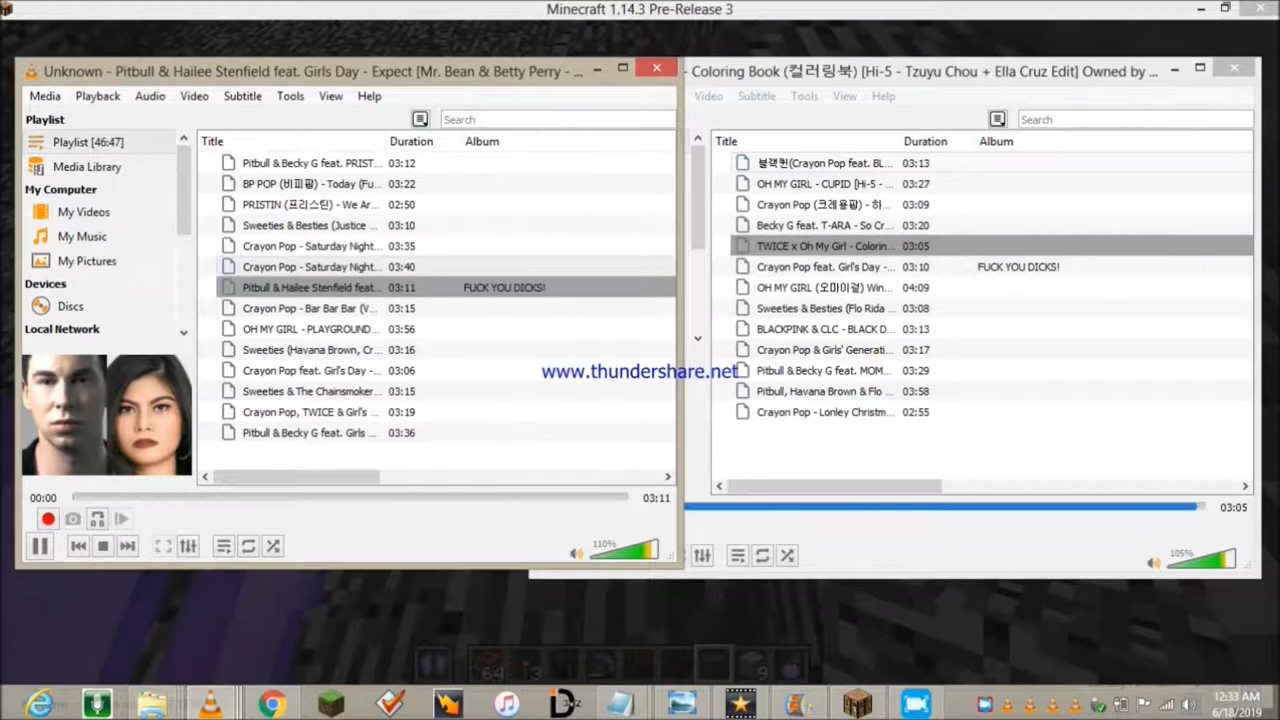 Minecraft 1.14.3 Pre-Release 3
Unknown - Pitbull & Hailee Stenfield feat. Girls Day - Expect [Mr. Bean & Betty Perry - ...
Media Playback Audio Video Subtitle Tools View Help
Playlist
Search
Playlist [46:47]
Media Library
My Computer
My Videos
My Music
My Pictures
Devices
Discs
Local Network
Title Duration Album
Pitbull & Becky G feat. PRIST... 03:12
BP POP (비피팝) - Today (Fu... 03:22
PRISTIN (프리스틴) - We Ar... 02:50
Sweeties & Besties (Justice ... 03:10
Crayon Pop - Saturday Night... 03:35
Crayon Pop - Saturday Night... 03:40
Pitbull & Hailee Stenfield feat... 03:11 FUCK YOU DICKS!
Crayon Pop - Bar Bar Bar (V... 03:15
OH MY GIRL - PLAYGROUND... 03:56
Sweeties (Havana Brown, Cr... 03:16
Crayon Pop feat. Girl's Day - ... 03:06
Sweeties & The Chainsmoker... 03:15
Crayon Pop, TWICE & Girl's ... 03:19
Pitbull & Becky G feat. Girls ... 03:36
00:00 03:11
110%
- Coloring Book (컬러링북) [Hi-5 - Tzuyu Chou + Ella Cruz Edit] Owned by ...
Video Subtitle Tools View Help
Search
Title Duration Album
블랙퀸(Crayon Pop feat. BL... 03:13
OH MY GIRL - CUPID [Hi-5 - ... 03:27
Crayon Pop (크레용팝) - 하... 03:09
Becky G feat. T-ARA - So Cr... 03:20
TWICE x Oh My Girl - Colorin... 03:05
Crayon Pop feat. Girl's Day -... 03:10 FUCK YOU DICKS!
OH MY GIRL (오마이걸) Win... 04:09
Sweeties & Besties (Flo Rida ... 03:08
BLACKPINK & CLC - BLACK D... 03:13
Crayon Pop & Girls' Generati... 03:17
Pitbull & Becky G feat. MOM... 03:29
Pitbull, Havana Brown & Flo ... 03:58
Crayon Pop - Lonley Christm... 02:55
03:05
105%
www.thundershare.net
64 3 9
12:33 AM
6/18/2019